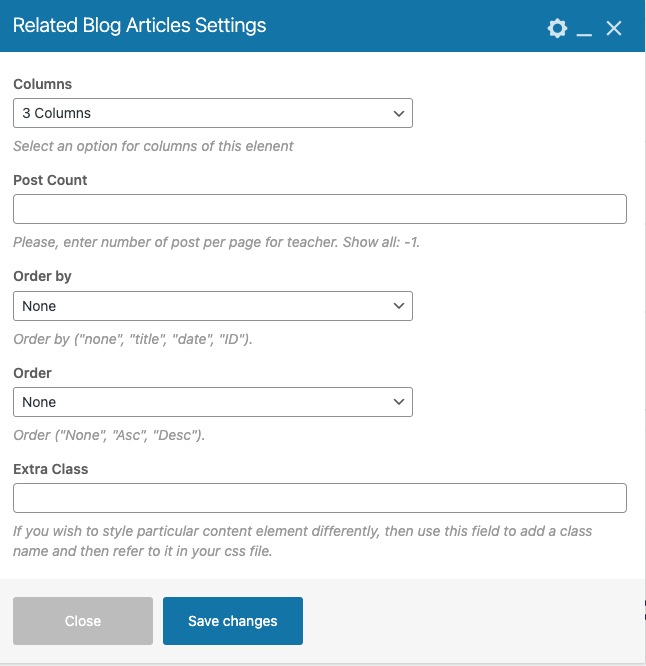 Related Blog Articles Settings
Columns
3 Columns
Select an option for columns of this elenent
Post Count
Please, enter number of post per page for teacher. Show all: -1.
Order by
None
Order by ("none", "title", "date", "ID").
Order
None
Order ("None", "Asc", "Desc").
Extra Class
If you wish to style particular content element differently, then use this field to add a class
name and then refer to it in your css file.
Close
Save changes